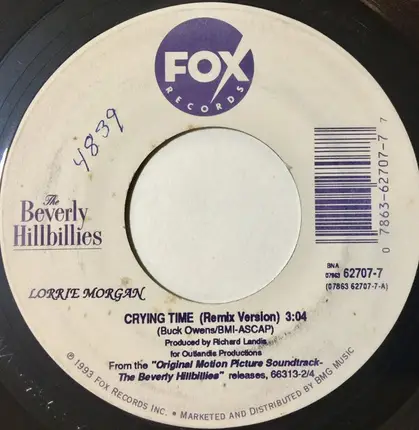 FOX
RECORDS
4839
The
Beverly
Hillbillies
0 7863-62707-7 7
BNA
07863 62707-7
(07863 62707-7-A)
LORRIE MORGAN
CRYING TIME (Remix Version) 3:04
(Buck Owens/BMI-ASCAP)
Produced by Richard Landis
for Outlandis Productions
From the "Original Motion Picture Soundtrack-
The Beverly Hillbillies" releases, 66313-2/4
℗ 1993 FOX RECORDS INC. • MARKETED AND DISTRIBUTED BY BMG MUSIC